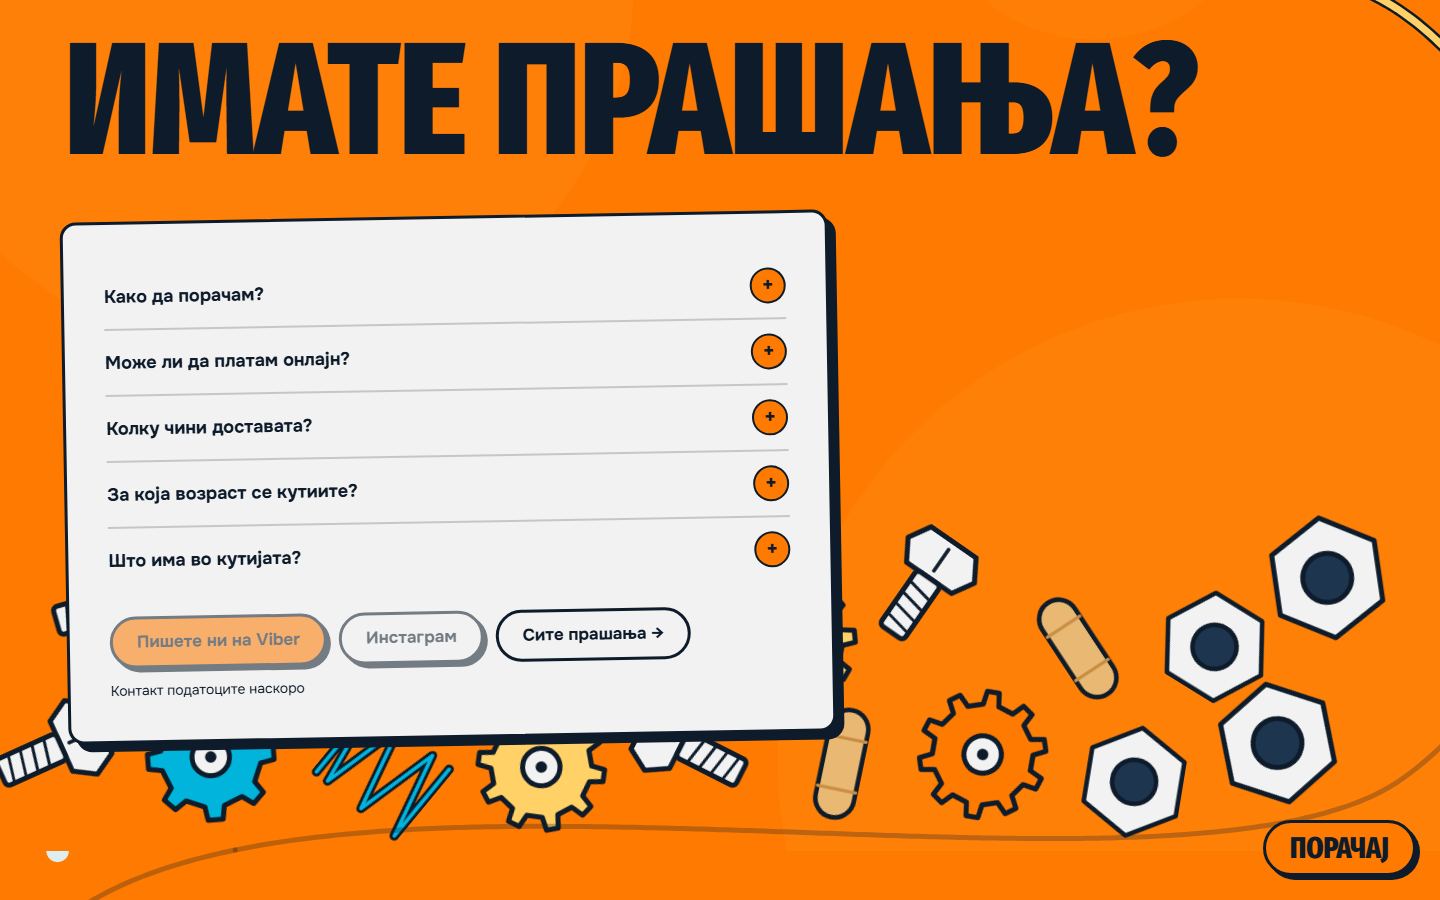 ИМАТЕ ПРАШАЊА?
Како да порачам?
+
Може ли да платам онлајн?
+
Колку чини доставата?
+
За која возраст се кутиите?
+
Што има во кутијата?
+
Пишете ни на Viber
Инстаграм
Сите прашања →
Контакт податоците наскоро
ПОРАЧАЈ